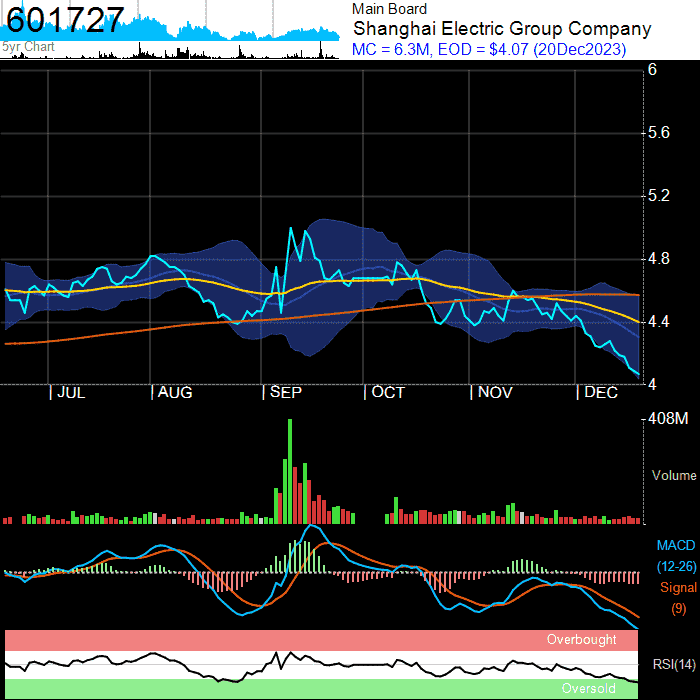 601727
5yr Chart
Main Board
Shanghai Electric Group Company
MC = 6.3M, EOD = $4.07 (20Dec2023)
6
5.6
5.2
4.8
4.4
4
JUL AUG SEP OCT NOV DEC
408M
Volume
MACD
(12-26)
Signal
(9)
Overbought
RSI(14)
Oversold